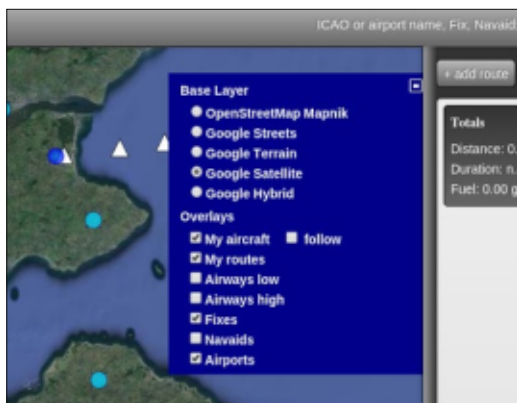 ICAO or airport name, Fix, Navaid
+ add route
Base Layer
OpenStreetMap Mapnik
Google Streets
Google Terrain
Google Satellite
Google Hybrid
Overlays
My aircraft follow
My routes
Airways low
Airways high
Fixes
Navaids
Airports
Totals
Distance: 0.
Duration: n.
Fuel: 0.00 g